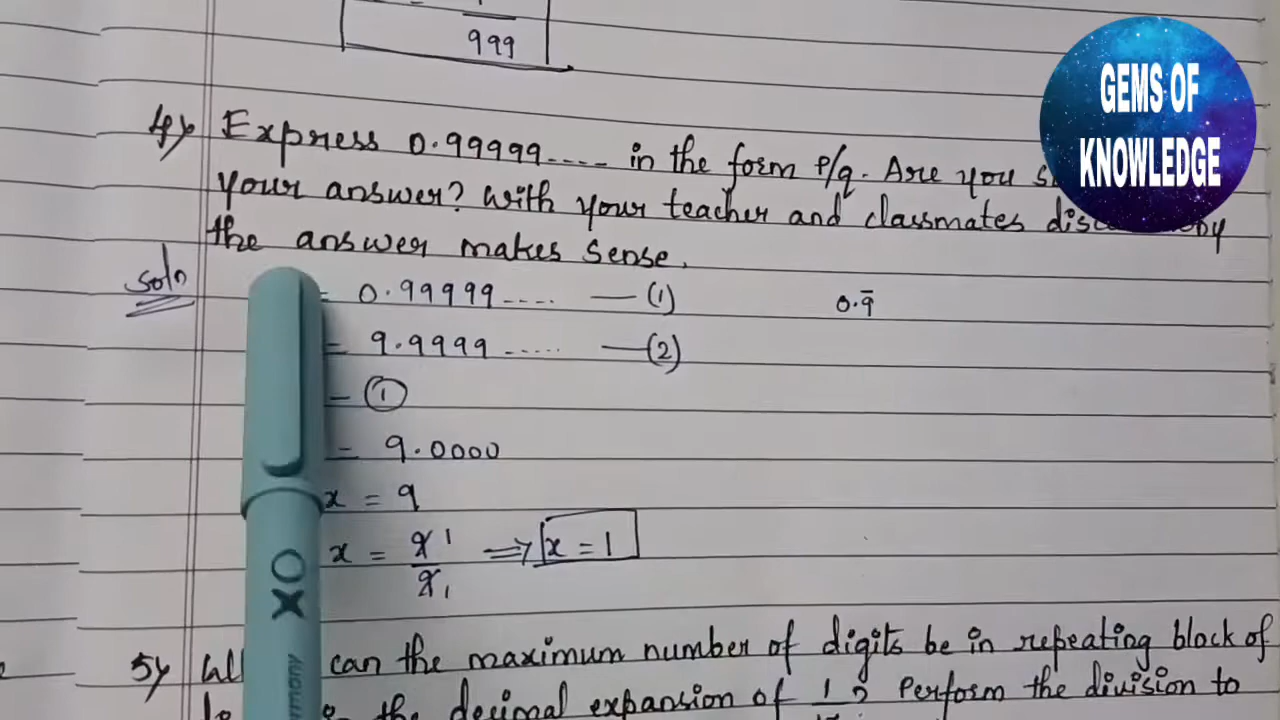 999
GEMS OF
KNOWLEDGE
4) Express 0.99999.... in the form P/q. Are you
your answer? With your teacher and classmates
the answer makes sense.
Soln
= 0.99999..... —(1)
0.9̅
= 9.9999..... —(2)
- ①
= 9.0000
x = 9
x = 9 1 / 9 1 ⇒ x = 1
OX
5) can the maximum number of digits be in repeating block of
the decimal expansion of 1 ? Perform the division to